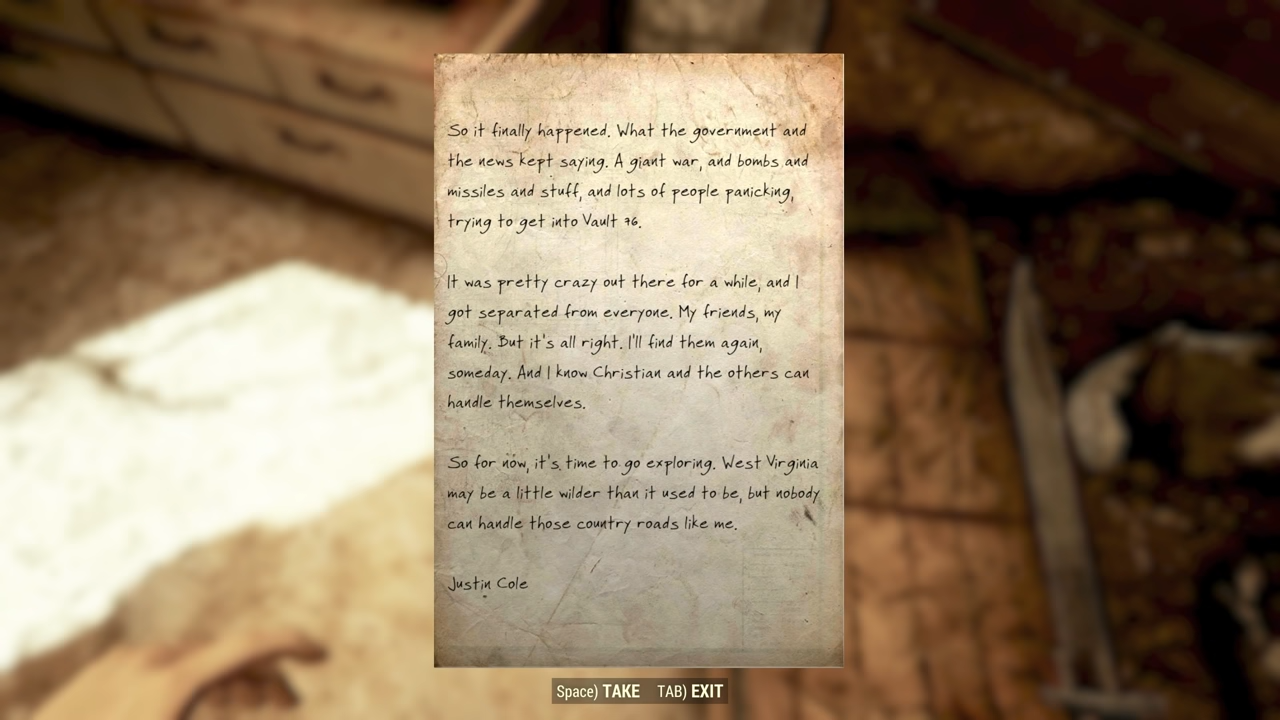 So it finally happened. What the government and
the news kept saying. A giant war, and bombs and
missiles and stuff, and lots of people panicking,
trying to get into Vault 76.
It was pretty crazy out there for a while, and I
got separated from everyone. My friends, my
family. But it's all right. I'll find them again,
someday. And I know Christian and the others can
handle themselves.
So for now, it's time to go exploring. West Virginia
may be a little wilder than it used to be, but nobody
can handle those country roads like me.
Justin Cole
Space) TAKE TAB) EXIT